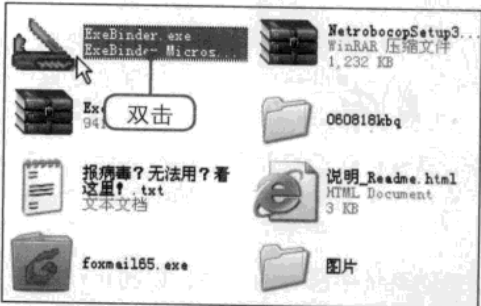 ExeBinder.exe
ExeBinder Micros...
NetrobocopSetup3...
WinRAR 压缩文件
1,232 KB
双击
060818kbq
报病毒？无法用？看
这里！.txt
文本文档
说明_Readme.html
HTML Document
3 KB
foxmail65.exe
图片